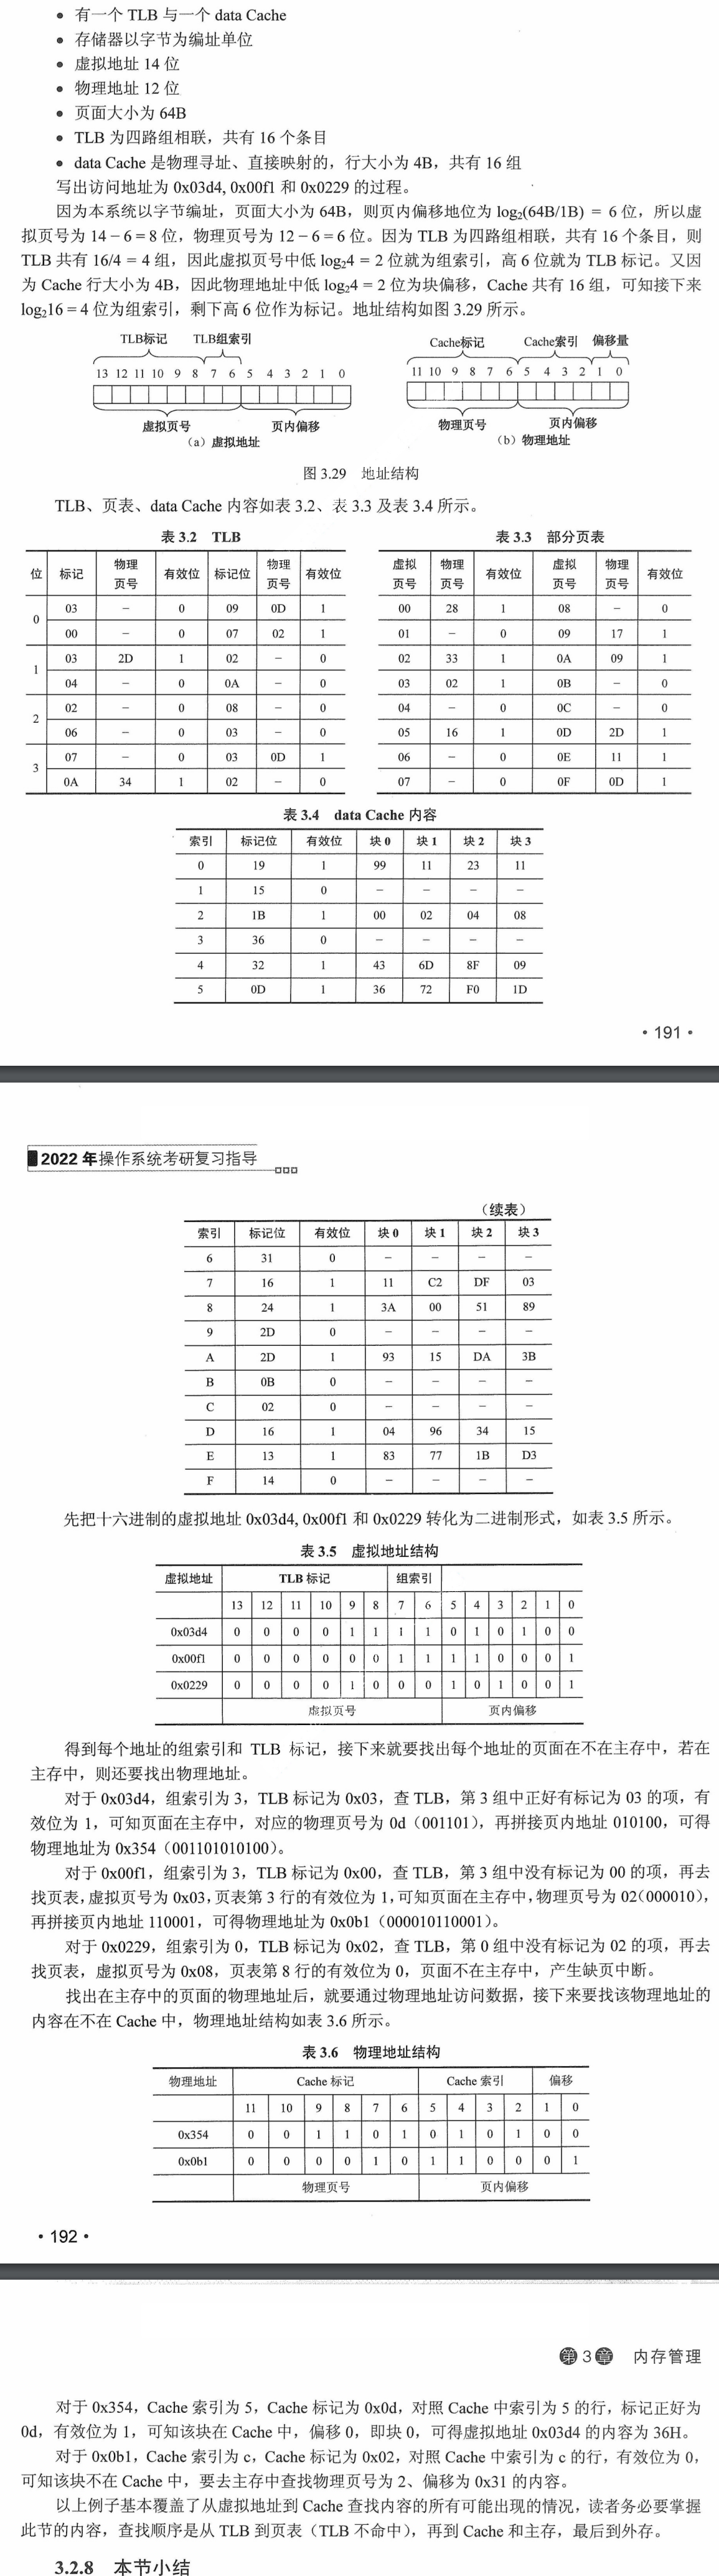 • 有一个 TLB 与一个 data Cache
• 存储器以字节为编址单位
• 虚拟地址 14 位
• 物理地址 12 位
• 页面大小为 64B
• TLB 为四路组相联，共有 16 个条目
• data Cache 是物理寻址、直接映射的，行大小为 4B，共有 16 组
写出访问地址为 0x03d4, 0x00f1 和 0x0229 的过程。
因为本系统以字节编址，页面大小为 64B，则页内偏移地位为 log₂(64B/1B) = 6 位，所以虚
拟页号为 14 − 6 = 8 位，物理页号为 12 − 6 = 6 位。因为 TLB 为四路组相联，共有 16 个条目，则
TLB 共有 16/4 = 4 组，因此虚拟页号中低 log₂4 = 2 位就为组索引，高 6 位就为 TLB 标记。又因
为 Cache 行大小为 4B，因此物理地址中低 log₂4 = 2 位为块偏移，Cache 共有 16 组，可知接下来
log₂16 = 4 位为组索引，剩下高 6 位作为标记。地址结构如图 3.29 所示。
TLB标记 TLB组索引
13 12 11 10 9 8 7 6 5 4 3 2 1 0
虚拟页号 页内偏移
（a）虚拟地址
Cache标记 Cache索引 偏移量
11 10 9 8 7 6 5 4 3 2 1 0
物理页号 页内偏移
（b）物理地址
图 3.29 地址结构
TLB、页表、data Cache 内容如表 3.2、表 3.3 及表 3.4 所示。
表 3.2 TLB
位 标记 物理页号 有效位 标记位 物理页号 有效位
0 03 − 0 09 0D 1
00 − 0 07 02 1
1 03 2D 1 02 − 0
04 − 0 0A − 0
2 02 − 0 08 − 0
06 − 0 03 − 0
3 07 − 0 03 0D 1
0A 34 1 02 − 0
表 3.3 部分页表
虚拟页号 物理页号 有效位 虚拟页号 物理页号 有效位
00 28 1 08 − 0
01 − 0 09 17 1
02 33 1 0A 09 1
03 02 1 0B − 0
04 − 0 0C − 0
05 16 1 0D 2D 1
06 − 0 0E 11 1
07 − 0 0F 0D 1
表 3.4 data Cache 内容
索引 标记位 有效位 块 0 块 1 块 2 块 3
0 19 1 99 11 23 11
1 15 0 − − − −
2 1B 1 00 02 04 08
3 36 0 − − − −
4 32 1 43 6D 8F 09
5 0D 1 36 72 F0 1D
• 191 •
2022 年操作系统考研复习指导
（续表）
索引 标记位 有效位 块 0 块 1 块 2 块 3
6 31 0 − − − −
7 16 1 11 C2 DF 03
8 24 1 3A 00 51 89
9 2D 0 − − − −
A 2D 1 93 15 DA 3B
B 0B 0 − − − −
C 02 0 − − − −
D 16 1 04 96 34 15
E 13 1 83 77 1B D3
F 14 0 − − − −
先把十六进制的虚拟地址 0x03d4, 0x00f1 和 0x0229 转化为二进制形式，如表 3.5 所示。
表 3.5 虚拟地址结构
虚拟地址 TLB 标记 组索引
13 12 11 10 9 8 7 6 5 4 3 2 1 0
0x03d4 0 0 0 0 1 1 1 1 0 1 0 1 0 0
0x00f1 0 0 0 0 0 0 1 1 1 1 0 0 0 1
0x0229 0 0 0 0 1 0 0 0 1 0 1 0 0 1
虚拟页号 页内偏移
得到每个地址的组索引和 TLB 标记，接下来就要找出每个地址的页面在不在主存中，若在
主存中，则还要找出物理地址。
对于 0x03d4，组索引为 3，TLB 标记为 0x03，查 TLB，第 3 组中正好有标记为 03 的项，有
效位为 1，可知页面在主存中，对应的物理页号为 0d（001101），再拼接页内地址 010100，可得
物理地址为 0x354（001101010100）。
对于 0x00f1，组索引为 3，TLB 标记为 0x00，查 TLB，第 3 组中没有标记为 00 的项，再去
找页表，虚拟页号为 0x03，页表第 3 行的有效位为 1，可知页面在主存中，物理页号为 02(000010)，
再拼接页内地址 110001，可得物理地址为 0x0b1（000010110001）。
对于 0x0229，组索引为 0，TLB 标记为 0x02，查 TLB，第 0 组中没有标记为 02 的项，再去
找页表，虚拟页号为 0x08，页表第 8 行的有效位为 0，页面不在主存中，产生缺页中断。
找出在主存中的页面的物理地址后，就要通过物理地址访问数据，接下来要找该物理地址的
内容在不在 Cache 中，物理地址结构如表 3.6 所示。
表 3.6 物理地址结构
物理地址 Cache 标记 Cache 索引 偏移
11 10 9 8 7 6 5 4 3 2 1 0
0x354 0 0 1 1 0 1 0 1 0 1 0 0
0x0b1 0 0 0 0 1 0 1 1 0 0 0 1
物理页号 页内偏移
• 192 •
第 3 章 内存管理
对于 0x354，Cache 索引为 5，Cache 标记为 0x0d，对照 Cache 中索引为 5 的行，标记正好为
0d，有效位为 1，可知该块在 Cache 中，偏移 0，即块 0，可得虚拟地址 0x03d4 的内容为 36H。
对于 0x0b1，Cache 索引为 c，Cache 标记为 0x02，对照 Cache 中索引为 c 的行，有效位为 0，
可知该块不在 Cache 中，要去主存中查找物理页号为 2、偏移为 0x31 的内容。
以上例子基本覆盖了从虚拟地址到 Cache 查找内容的所有可能出现的情况，读者务必要掌握
此节的内容，查找顺序是从 TLB 到页表（TLB 不命中），再到 Cache 和主存，最后到外存。
3.2.8 本节小结